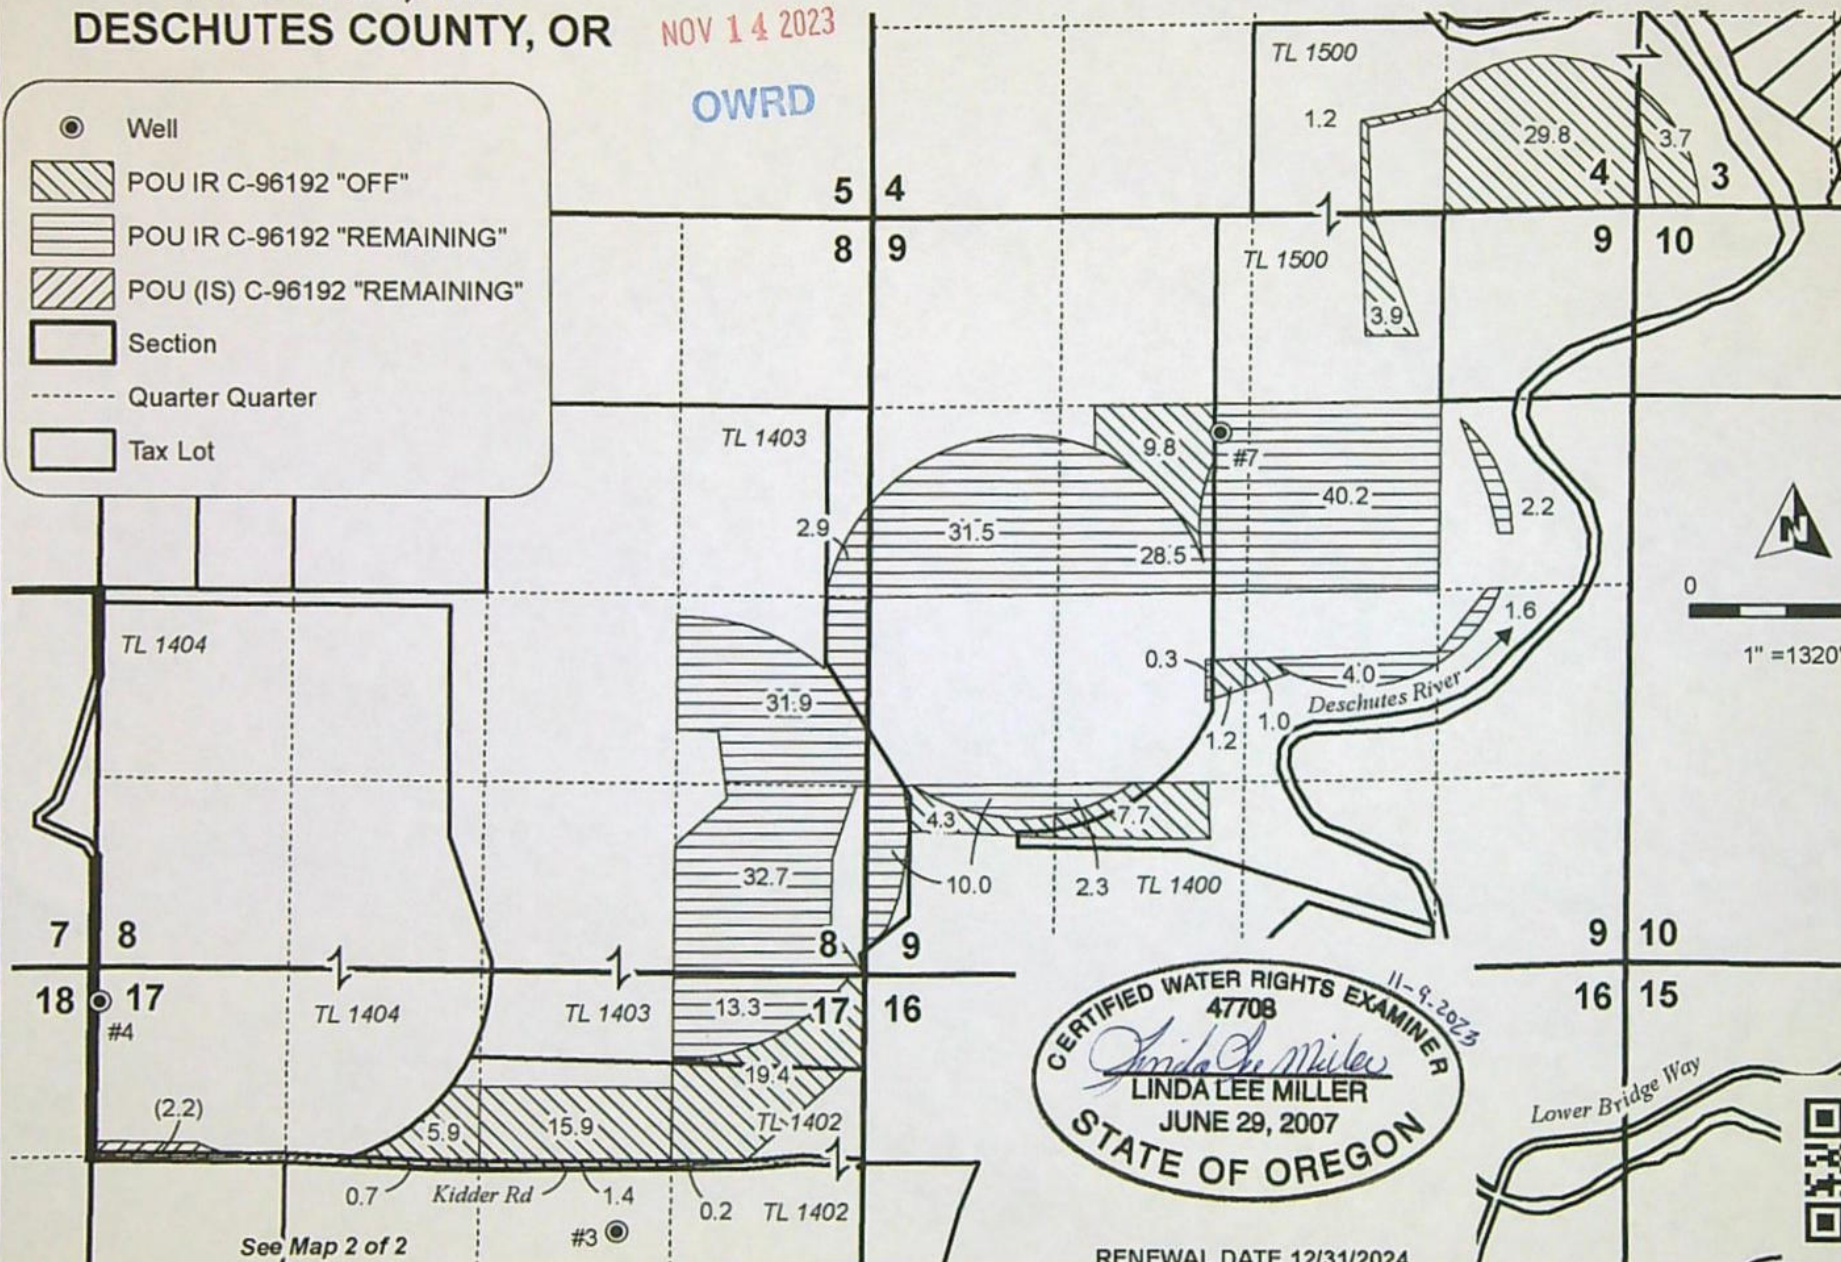 DESCHUTES COUNTY, OR
NOV 14 2023
OWRD
Well
POU IR C-96192 "OFF"
POU IR C-96192 "REMAINING"
POU (IS) C-96192 "REMAINING"
Section
Quarter Quarter
Tax Lot
TL 1500
1.2
29.8
3.7
5 4
4
3
8 9
TL 1500
9 10
3.9
TL 1403
9.8
#7
40.2
2.2
2.9
31.5
28.5
N
0
1" =1320'
TL 1404
0.3
1.6
4.0
Deschutes River
31.9
1.2
1.0
4.3
7.7
32.7
10.0
2.3
TL 1400
7 8
8 9
9 10
18 17
#4
TL 1404
TL 1403
13.3
17 16
16 15
19.4
(2.2)
5.9
15.9
TL 1402
0.7
Kidder Rd
1.4
0.2
TL 1402
#3
See Map 2 of 2
CERTIFIED WATER RIGHTS EXAMINER
47708
11-9-2023
Linda Lee Miller
LINDA LEE MILLER
JUNE 29, 2007
STATE OF OREGON
Lower Bridge Way
RENEWAL DATE 12/31/2024